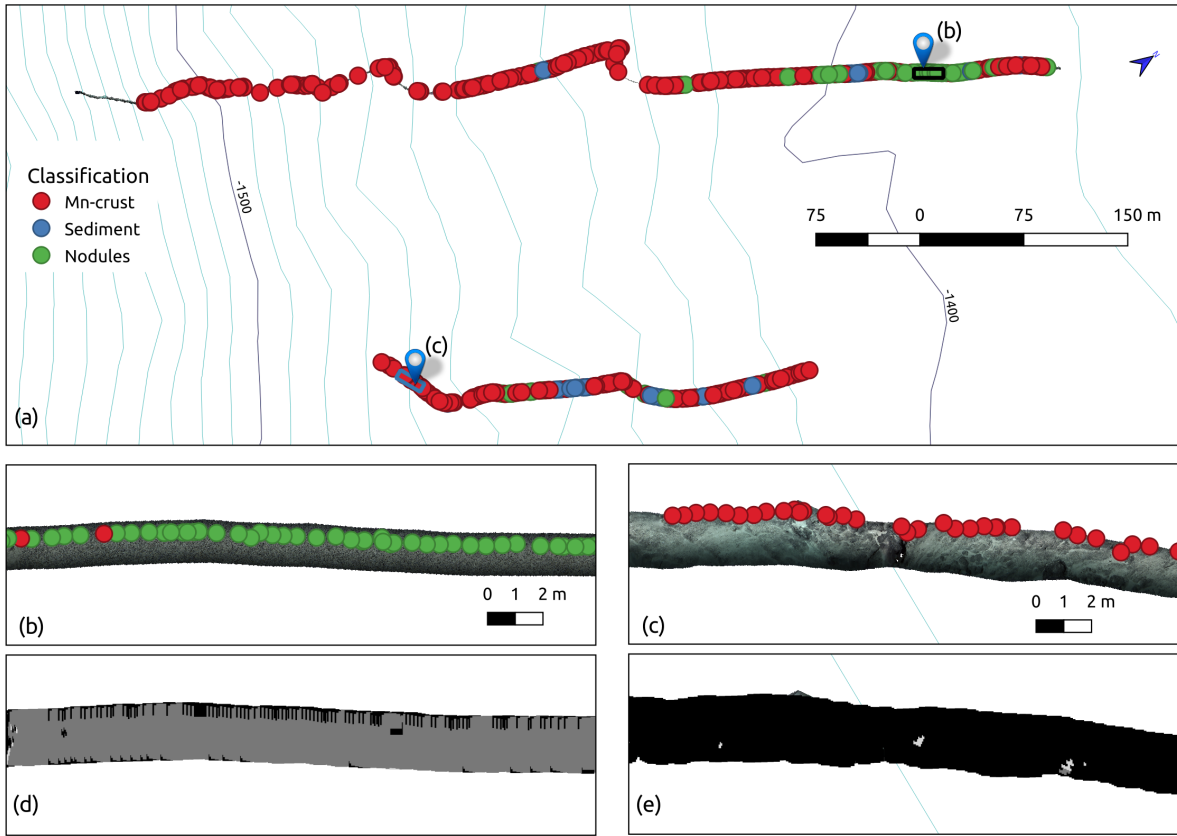 (b)
N
-1500
Classification
Mn-crust
Sediment
Nodules
75 0 75 150 m
-1400
(c)
(a)
0 1 2 m
(b)
0 1 2 m
(c)
(d)
(e)